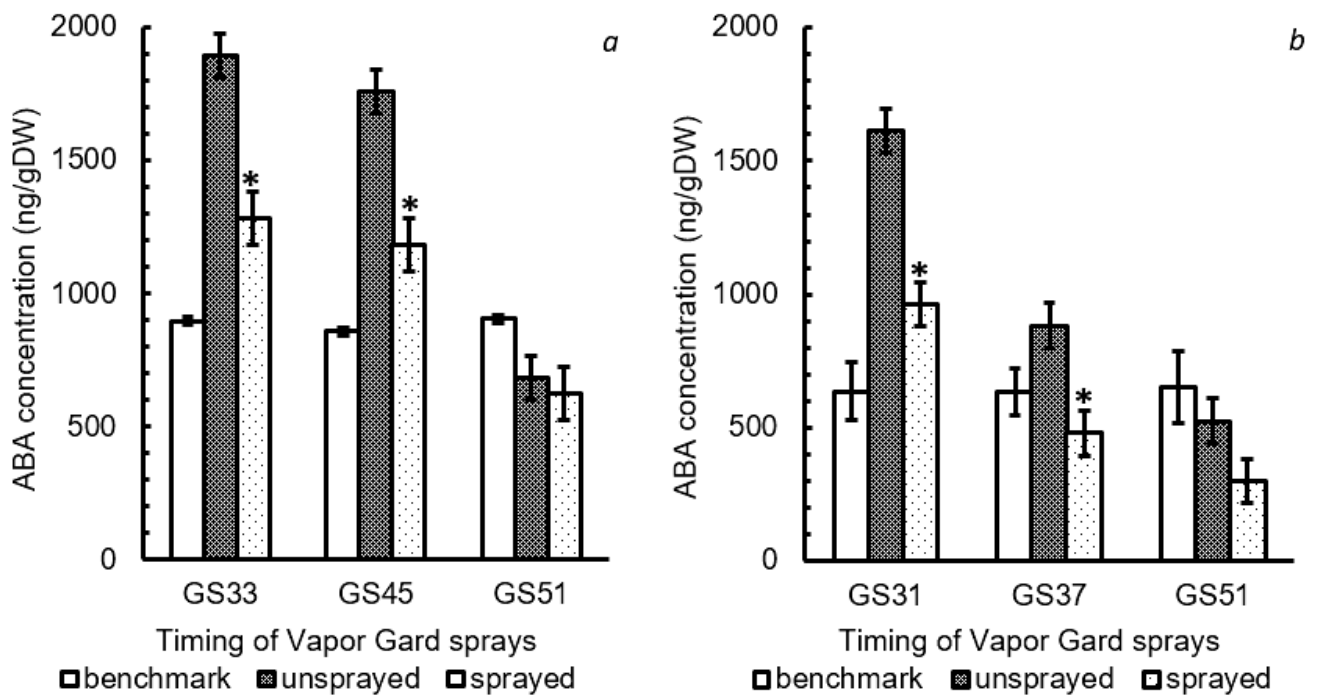 a
ABA concentration (ng/gDW)
2000
1500
1000
500
0
*
*
GS33 GS45 GS51
Timing of Vapor Gard sprays
benchmark unsprayed sprayed
b
ABA concentration (ng/gDW)
2000
1500
1000
500
0
*
*
GS31 GS37 GS51
Timing of Vapor Gard sprays
benchmark unsprayed sprayed